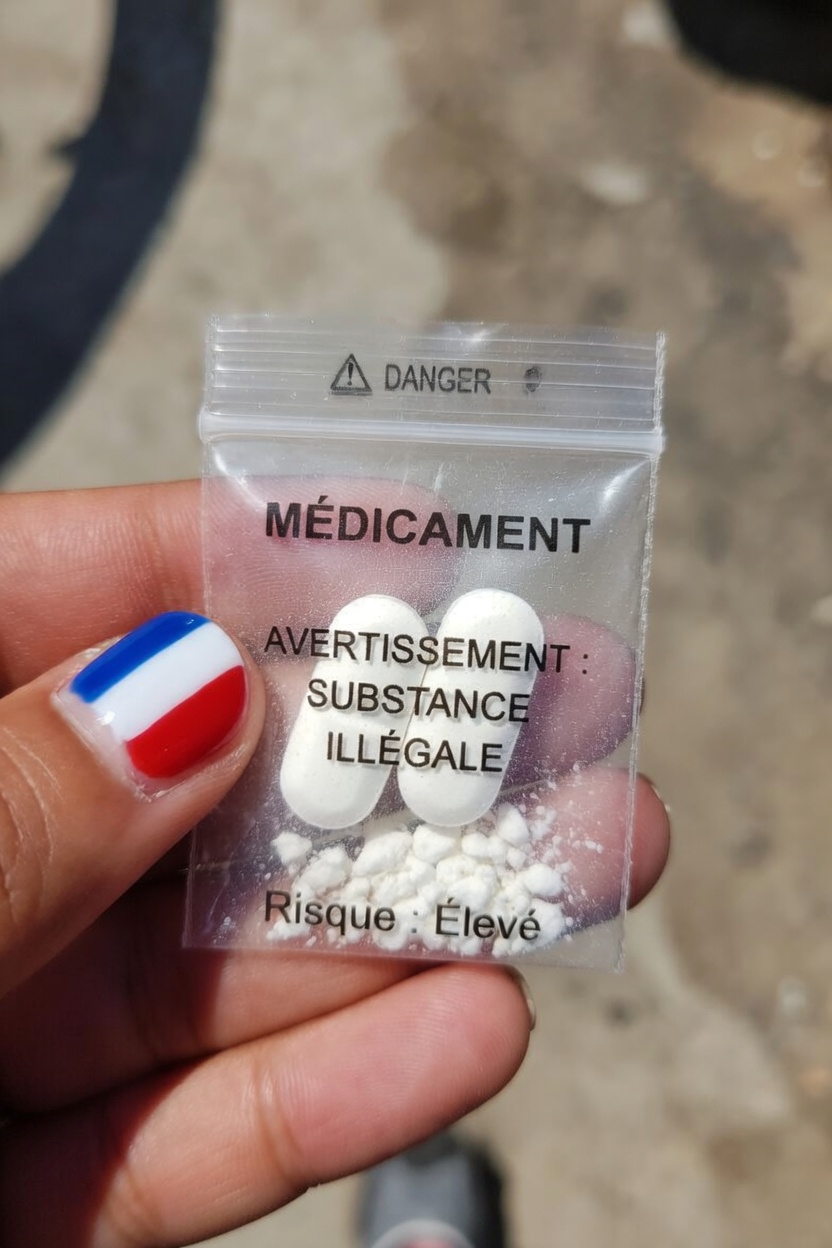 DANGER
MÉDICAMENT
AVERTISSEMENT :
SUBSTANCE
ILLÉGALE
Risque : Élevé